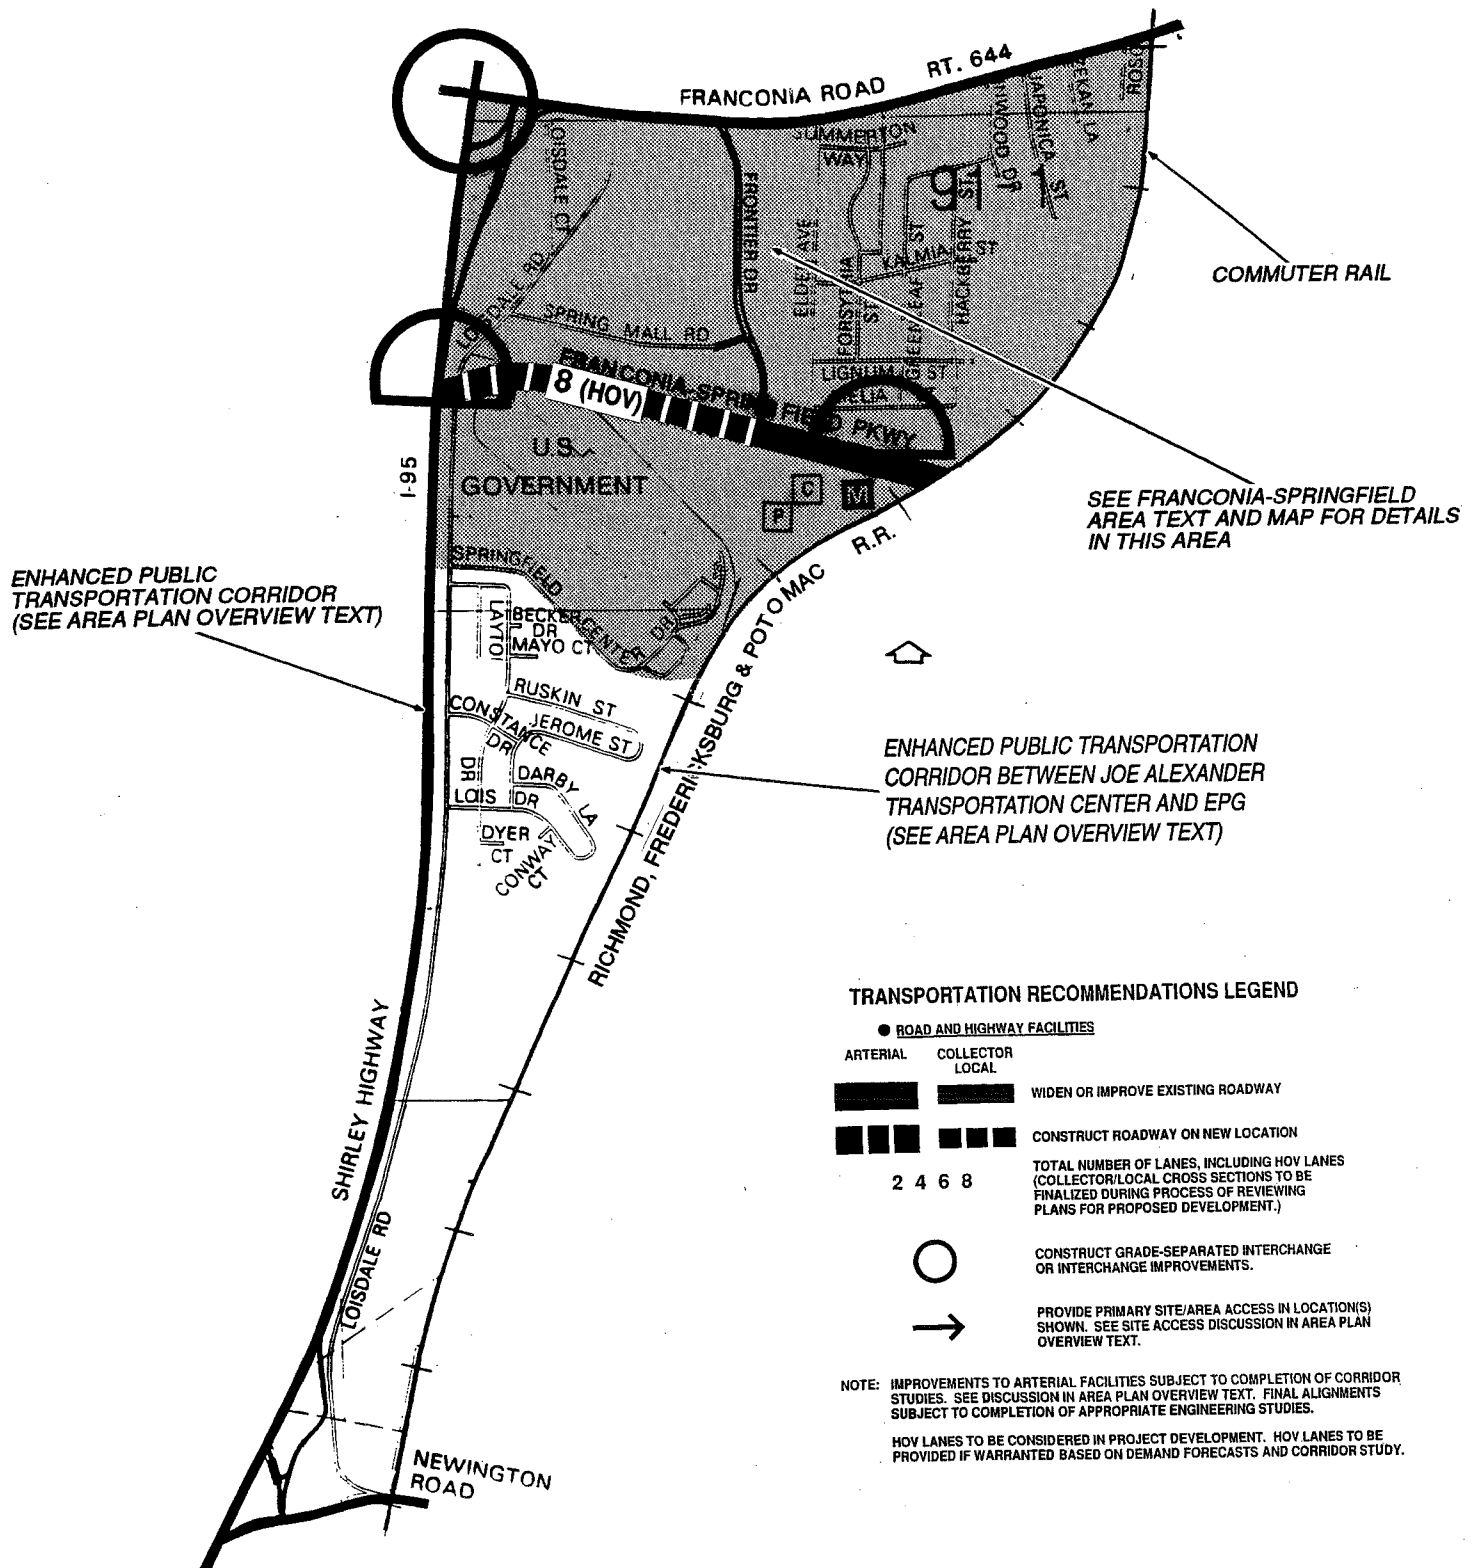 FRANCONIA ROAD
RT. 644
LOISDALE CT
FRONTIER DR
SUMMERTON
WAY
ELDER AVE
FORSYTHIA
ST
GREENLEAF
ST
KALMIA
ST
HACKBERRY
ST
DR
JAPONICA
ST
LA
9
LOISDALE RD
SPRING MALL RD
LIGNUM
ST
FRANCONIA-SPRINGFIELD PKWY
8 (HOV)
U.S.
GOVERNMENT
C
P
M
I-95
COMMUTER RAIL
SEE FRANCONIA-SPRINGFIELD
AREA TEXT AND MAP FOR DETAILS
IN THIS AREA
ENHANCED PUBLIC
TRANSPORTATION CORRIDOR
(SEE AREA PLAN OVERVIEW TEXT)
SPRINGFIELD CENTER DR
BECKER
DR
MAYO CT
RUSKIN ST
JEROME ST
CONSTANCE
DR
DR
DARBY LA
LOIS DR
DYER
CT
CONWAY
CT
RICHMOND, FREDERICKSBURG & POTOMAC
R.R.
ENHANCED PUBLIC TRANSPORTATION
CORRIDOR BETWEEN JOE ALEXANDER
TRANSPORTATION CENTER AND EPG
(SEE AREA PLAN OVERVIEW TEXT)
SHIRLEY HIGHWAY
LOISDALE RD
NEWINGTON
ROAD
TRANSPORTATION RECOMMENDATIONS LEGEND
● ROAD AND HIGHWAY FACILITIES
ARTERIAL
COLLECTOR
LOCAL
WIDEN OR IMPROVE EXISTING ROADWAY
CONSTRUCT ROADWAY ON NEW LOCATION
2 4 6 8
TOTAL NUMBER OF LANES, INCLUDING HOV LANES
(COLLECTOR/LOCAL CROSS SECTIONS TO BE
FINALIZED DURING PROCESS OF REVIEWING
PLANS FOR PROPOSED DEVELOPMENT.)
CONSTRUCT GRADE-SEPARATED INTERCHANGE
OR INTERCHANGE IMPROVEMENTS.
PROVIDE PRIMARY SITE/AREA ACCESS IN LOCATION(S)
SHOWN. SEE SITE ACCESS DISCUSSION IN AREA PLAN
OVERVIEW TEXT.
NOTE: IMPROVEMENTS TO ARTERIAL FACILITIES SUBJECT TO COMPLETION OF CORRIDOR
STUDIES. SEE DISCUSSION IN AREA PLAN OVERVIEW TEXT. FINAL ALIGNMENTS
SUBJECT TO COMPLETION OF APPROPRIATE ENGINEERING STUDIES.
HOV LANES TO BE CONSIDERED IN PROJECT DEVELOPMENT. HOV LANES TO BE
PROVIDED IF WARRANTED BASED ON DEMAND FORECASTS AND CORRIDOR STUDY.